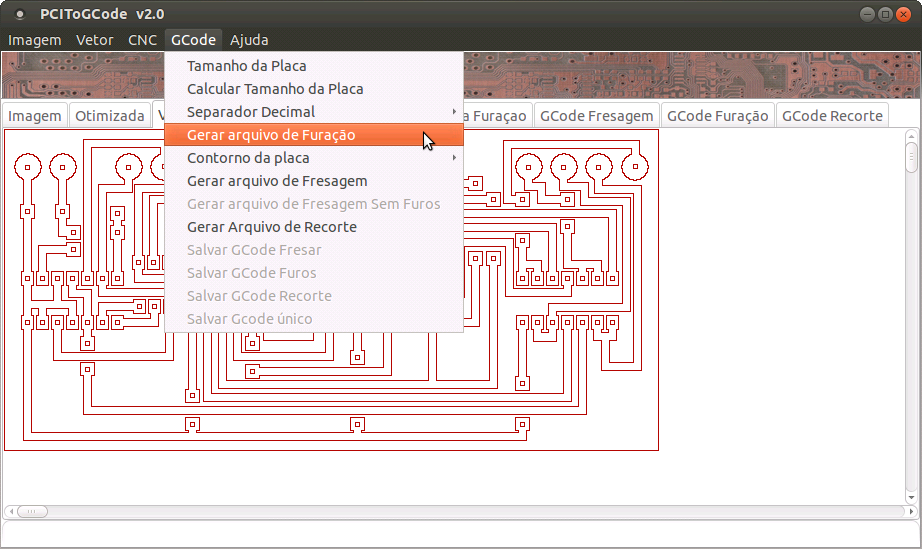 PCIToGCode v2.0
Imagem Vetor CNC GCode Ajuda
Tamanho da Placa
Calcular Tamanho da Placa
Separador Decimal
Gerar arquivo de Furação
Contorno da placa
Gerar arquivo de Fresagem
Gerar arquivo de Fresagem Sem Furos
Gerar Arquivo de Recorte
Salvar GCode Fresar
Salvar GCode Furos
Salvar GCode Recorte
Salvar Gcode único
Imagem Otimizada V a Furaçao GCode Fresagem GCode Furação GCode Recorte